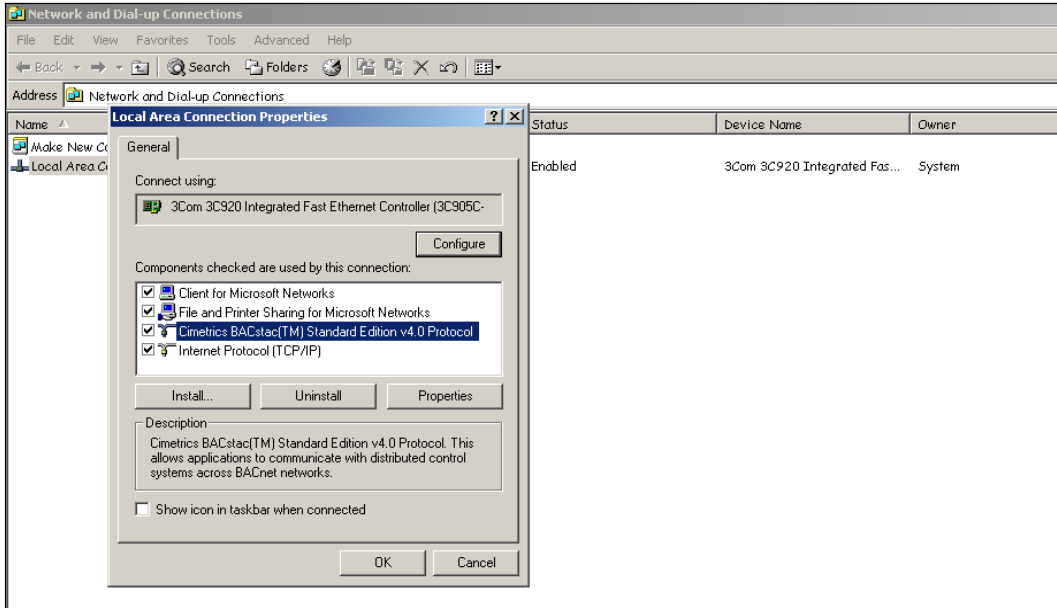 Network and Dial-up Connections
File Edit View Favorites Tools Advanced Help
Back Search Folders
Address Network and Dial-up Connections
Name Status Device Name Owner
Make New Co
Local Area C Enabled 3Com 3C920 Integrated Fas... System
Local Area Connection Properties
General
Connect using:
3Com 3C920 Integrated Fast Ethernet Controller (3C905C-
Configure
Components checked are used by this connection:
Client for Microsoft Networks
File and Printer Sharing for Microsoft Networks
Cimetrics BACstac(TM) Standard Edition v4.0 Protocol
Internet Protocol (TCP/IP)
Install... Uninstall Properties
Description
Cimetrics BACstac(TM) Standard Edition v4.0 Protocol. This
allows applications to communicate with distributed control
systems across BACnet networks.
Show icon in taskbar when connected
OK Cancel